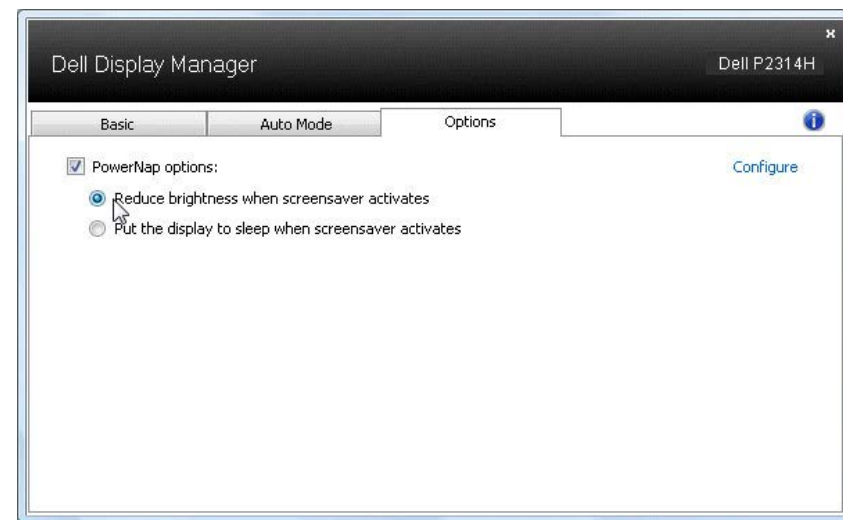 Dell Display Manager
Dell P2314H
Basic Auto Mode Options
PowerNap options: Configure
Reduce brightness when screensaver activates
Put the display to sleep when screensaver activates